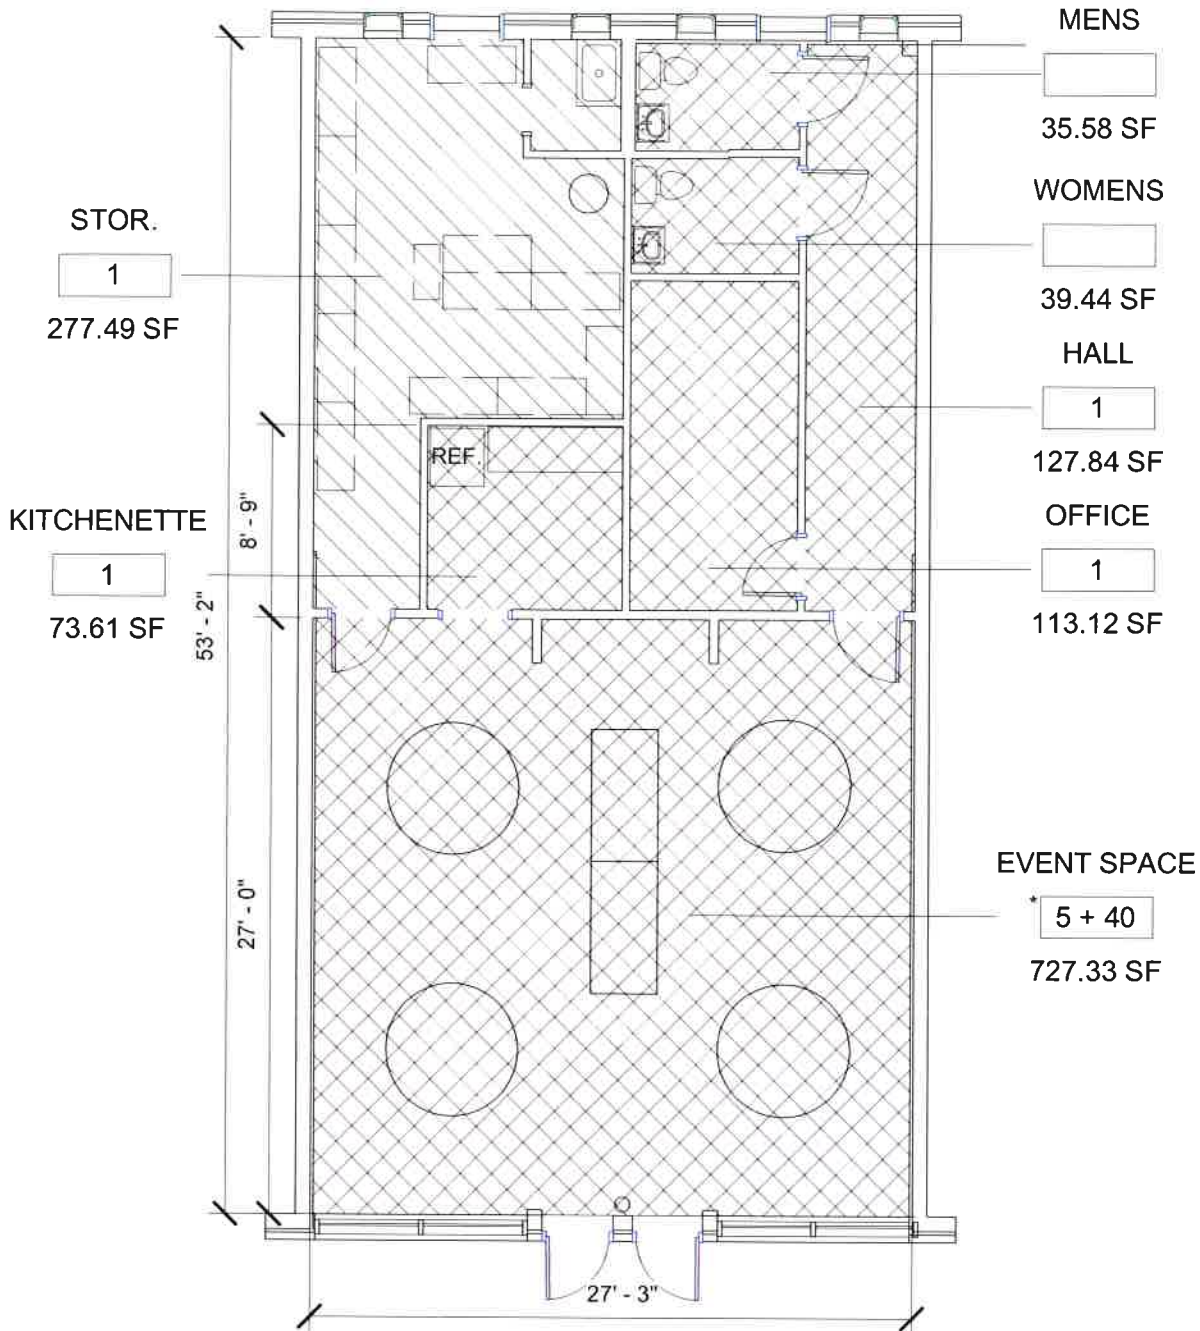 MENS
35.58 SF
WOMENS
39.44 SF
STOR.
1
277.49 SF
HALL
1
127.84 SF
REF.
KITCHENETTE
1
73.61 SF
8' - 9"
53' - 2"
OFFICE
1
113.12 SF
27' - 0"
EVENT SPACE
* 5 + 40
727.33 SF
27' - 3"